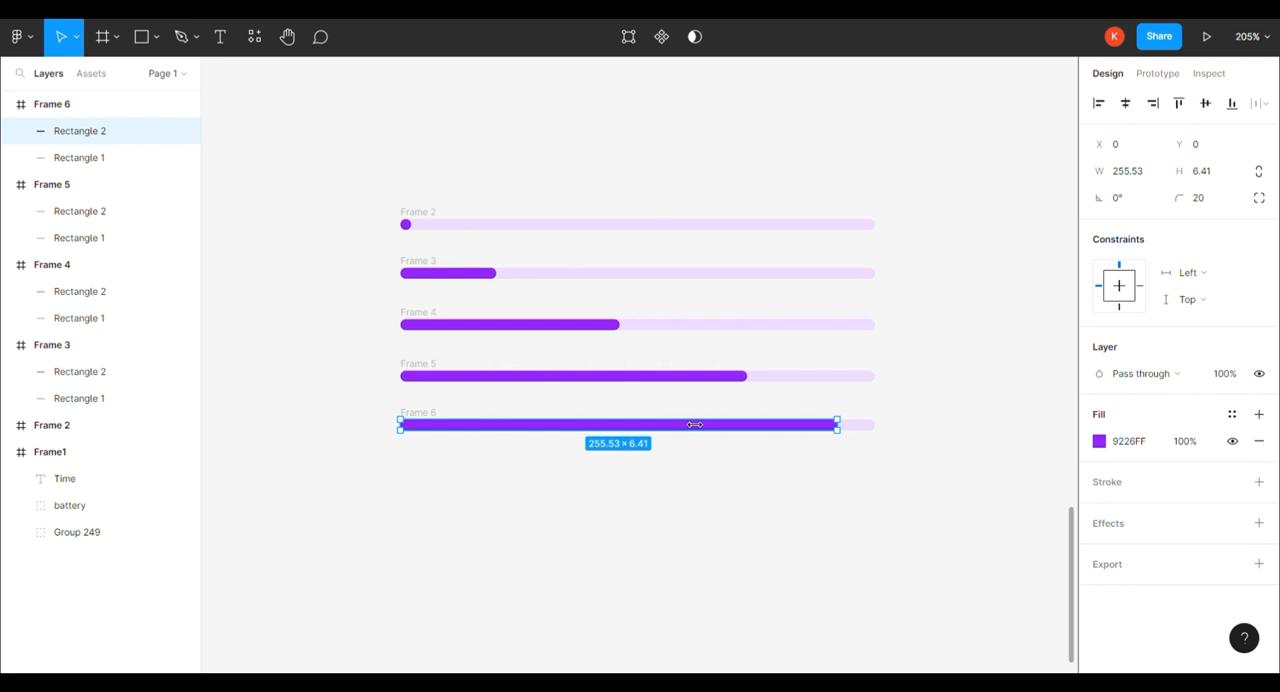 K
Share
205%
Layers
Assets
Page 1
Frame 6
Rectangle 2
Rectangle 1
Frame 5
Rectangle 2
Rectangle 1
Frame 4
Rectangle 2
Rectangle 1
Frame 3
Rectangle 2
Rectangle 1
Frame 2
Frame1
Time
battery
Group 249
Frame 2
Frame 3
Frame 4
Frame 5
Frame 6
255.53 × 6.41
Design
Prototype
Inspect
X 0
Y 0
W 255.53
H 6.41
0°
20
Constraints
Left
Top
Layer
Pass through
100%
Fill
9226FF
100%
Stroke
Effects
Export
?